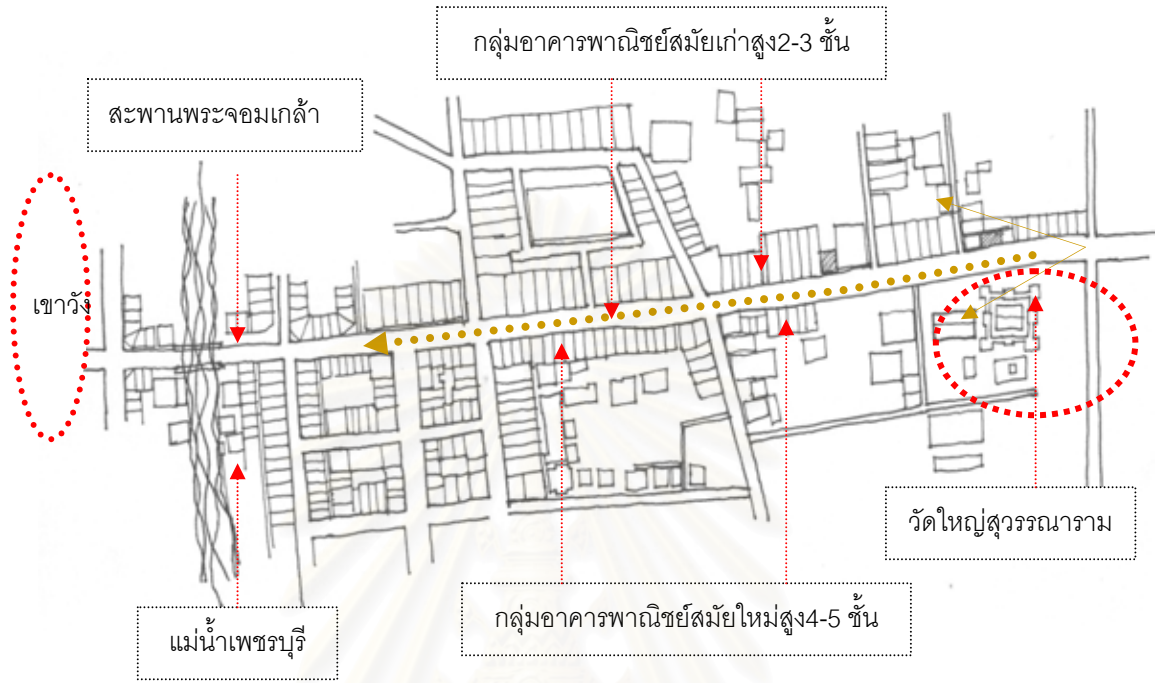 กลุ่มอาคารพาณิชย์สมัยเก่าสูง2-3 ชั้น
สะพานพระจอมเกล้า
เขาวัง
วัดใหญ่สุวรรณาราม
กลุ่มอาคารพาณิชย์สมัยใหม่สูง4-5 ชั้น
แม่น้ำเพชรบุรี